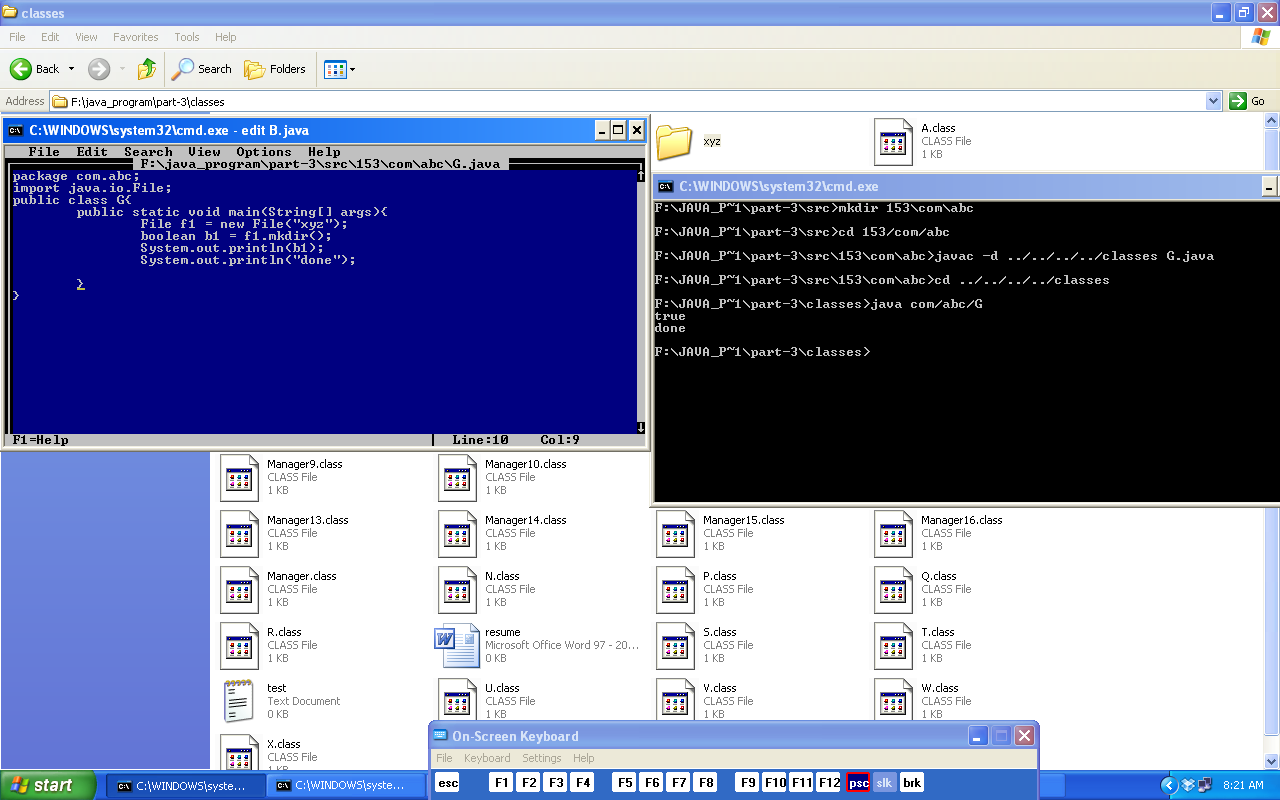 classes
File Edit View Favorites Tools Help
Back Search Folders
Address F:\java_program\part-3\classes Go
C:\WINDOWS\system32\cmd.exe - edit B.java
File Edit Search View Options Help
F:\java_program\part-3\src\153\com\abc\G.java
package com.abc;
import java.io.File;
public class G{
public static void main(String[] args){
File f1 = new File("xyz");
boolean b1 = f1.mkdir();
System.out.println(b1);
System.out.println("done");
}
}
F1=Help Line:10 Col:9
xyz
A.class
CLASS File
1 KB
C:\WINDOWS\system32\cmd.exe
F:\JAVA_P~1\part-3\src>mkdir 153\com\abc
F:\JAVA_P~1\part-3\src>cd 153/com/abc
F:\JAVA_P~1\part-3\src\153\com\abc>javac -d ../../../../classes G.java
F:\JAVA_P~1\part-3\src\153\com\abc>cd ../../../../classes
F:\JAVA_P~1\part-3\classes>java com/abc/G
true
done
F:\JAVA_P~1\part-3\classes>
Manager9.class
CLASS File
1 KB
Manager10.class
CLASS File
1 KB
Manager13.class
CLASS File
1 KB
Manager14.class
CLASS File
1 KB
Manager15.class
CLASS File
1 KB
Manager16.class
CLASS File
1 KB
Manager.class
CLASS File
1 KB
N.class
CLASS File
1 KB
P.class
CLASS File
1 KB
Q.class
CLASS File
1 KB
R.class
CLASS File
1 KB
resume
Microsoft Office Word 97 - 20...
0 KB
S.class
CLASS File
1 KB
T.class
CLASS File
1 KB
test
Text Document
0 KB
U.class
CLASS File
1 KB
V.class
CLASS File
1 KB
W.class
CLASS File
1 KB
X.class
CLASS File
1 KB
On-Screen Keyboard
File Keyboard Settings Help
esc F1 F2 F3 F4 F5 F6 F7 F8 F9 F10 F11 F12 psc slk brk
start C:\WINDOWS\syste... C:\WINDOWS\syste... 8:21 AM